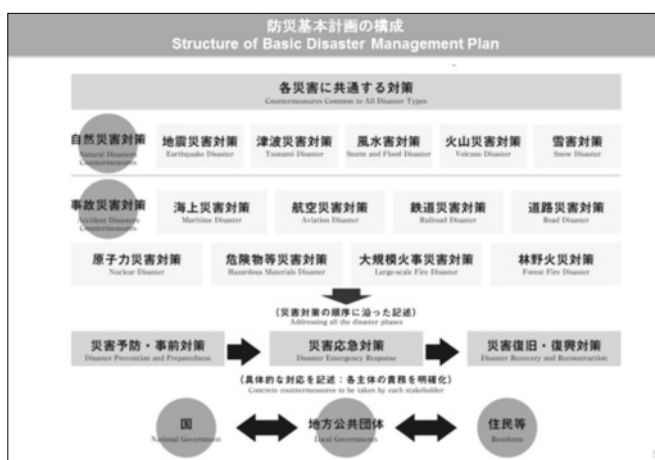 防災基本計画の構成
Structure of Basic Disaster Management Plan
各災害に共通する対策
Countermeasures Common to All Disaster Types
自然災害対策
Natural Disasters
Countermeasures
地震災害対策
Earthquake Disaster
津波災害対策
Tsunami Disaster
風水害対策
Storm and Flood Disaster
火山災害対策
Volcano Disaster
雪害対策
Snow Disaster
事故災害対策
Accident Disasters
Countermeasures
海上災害対策
Maritime Disaster
航空災害対策
Aviation Disaster
鉄道災害対策
Railroad Disaster
道路災害対策
Road Disaster
原子力災害対策
Nuclear Disaster
危険物等災害対策
Hazardous Materials Disaster
大規模火事災害対策
Large-scale Fire Disaster
林野火災対策
Forest Fire Disaster
(災害対策の順序に沿った記述)
Addressing all the disaster phases
災害予防・事前対策
Disaster Prevention and Preparedness
災害応急対策
Disaster Emergency Response
災害復旧・復興対策
Disaster Recovery and Reconstruction
(具体的な対応を記述:各主体の責務を明確化)
Concrete countermeasures to be taken by each stakeholder
国
National Government
地方公共団体
Local Governments
住民等
Residents